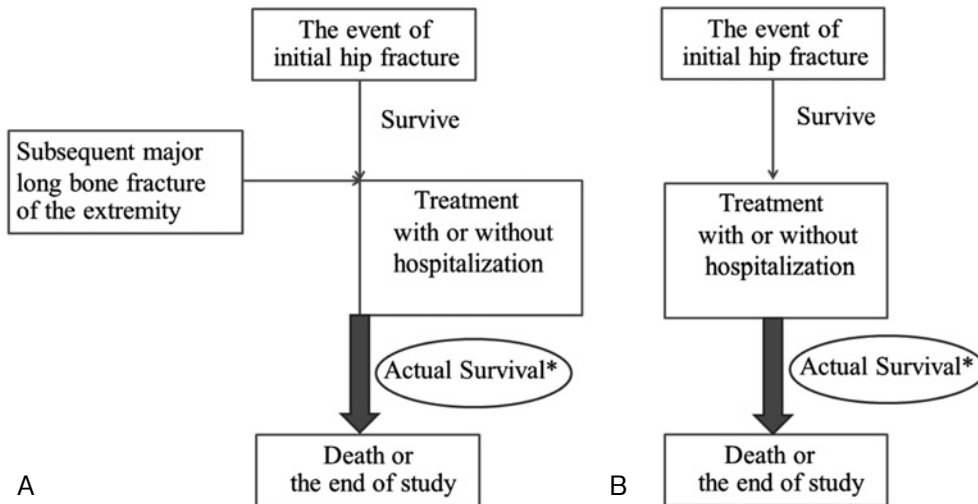 The event of
initial hip fracture
Survive
Subsequent major
long bone fracture
of the extremity
Treatment
with or without
hospitalization
Actual Survival*
Death or
the end of study
A
The event of
initial hip fracture
Survive
Treatment
with or without
hospitalization
Actual Survival*
Death or
the end of study
B